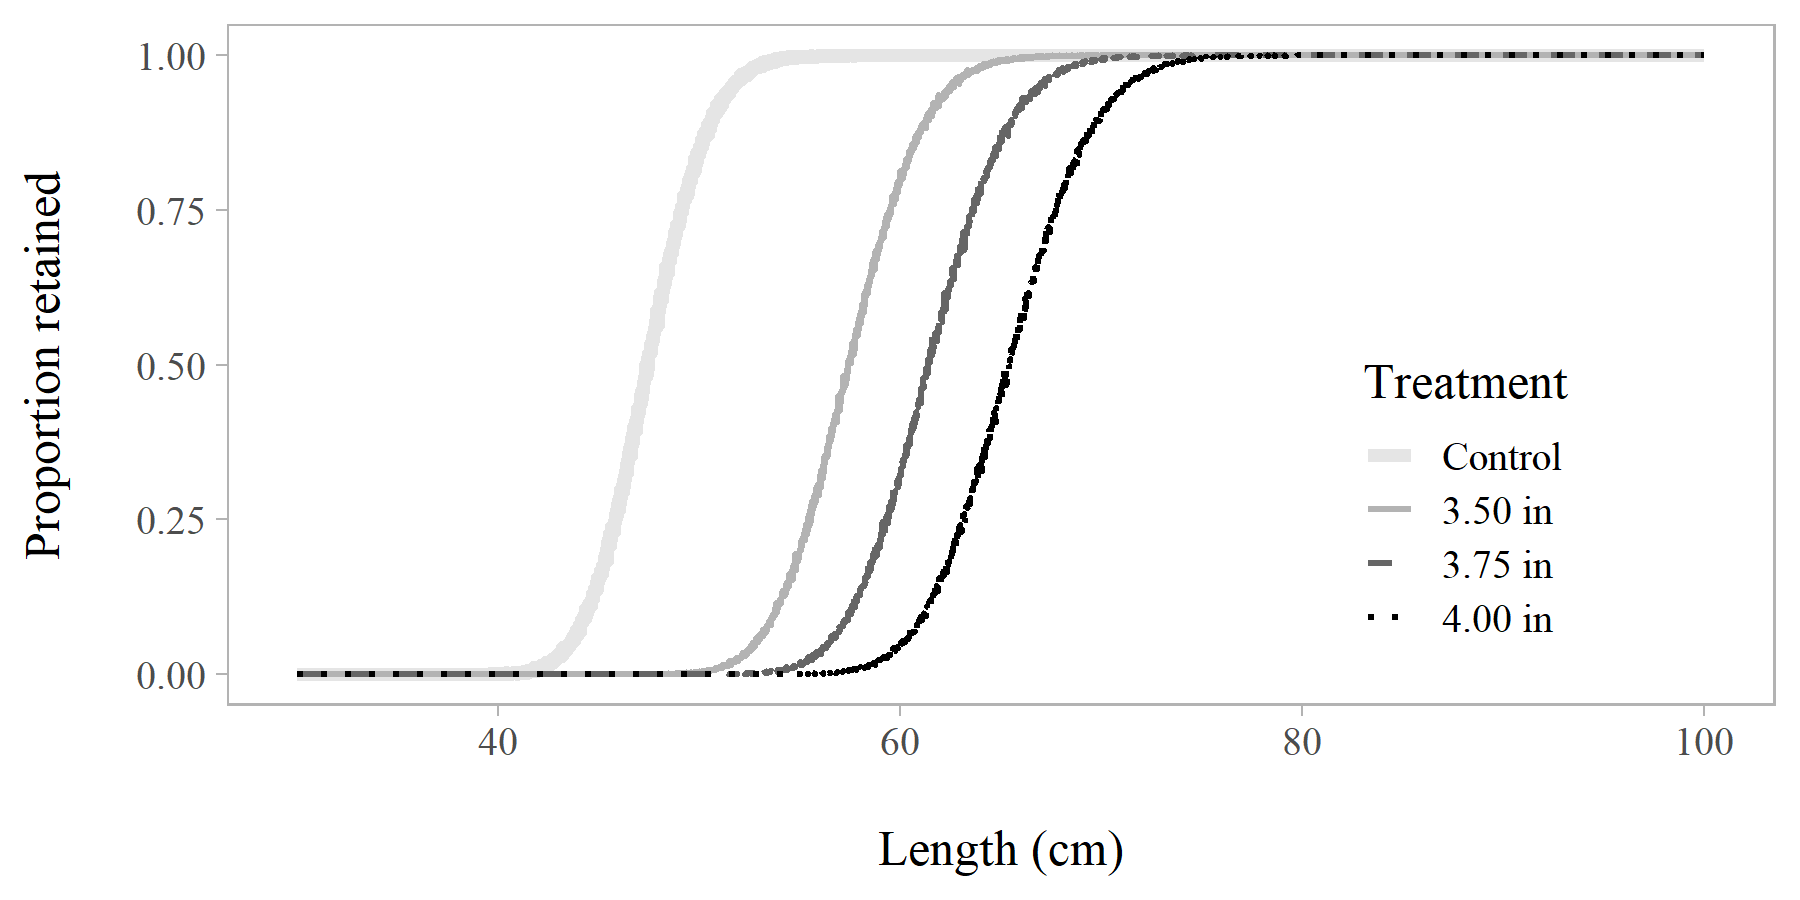 Proportion retained
1.00
0.75
0.50
0.25
0.00
40 60 80 100
Length (cm)
Treatment
Control
3.50 in
3.75 in
4.00 in